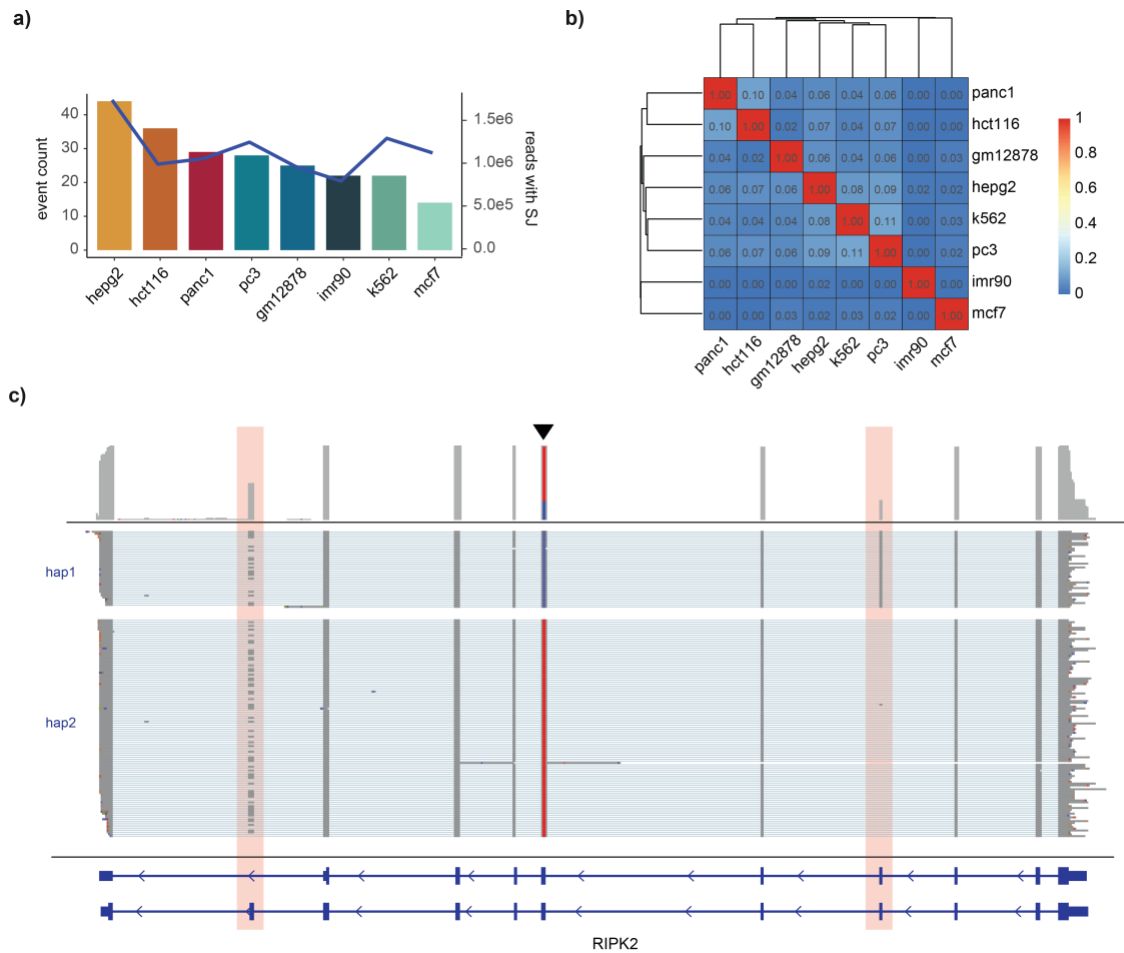 a)
event count
40
30
20
10
0
1.5e6
1.0e6
5.0e5
0.0
reads with SJ
hepg2
hct116
panc1
pc3
gm12878
imr90
k562
mcf7
b)
1.00 0.10 0.04 0.06 0.04 0.06 0.00 0.00 panc1
0.10 1.00 0.02 0.07 0.04 0.07 0.00 0.00 hct116
0.04 0.02 1.00 0.06 0.04 0.06 0.00 0.03 gm12878
0.06 0.07 0.06 1.00 0.08 0.09 0.02 0.02 hepg2
0.04 0.04 0.04 0.08 1.00 0.11 0.00 0.03 k562
0.06 0.07 0.06 0.09 0.11 1.00 0.00 0.02 pc3
0.00 0.00 0.00 0.02 0.00 0.00 1.00 0.00 imr90
0.00 0.00 0.03 0.02 0.03 0.02 0.00 1.00 mcf7
panc1
hct116
gm12878
hepg2
k562
pc3
imr90
mcf7
1
0.8
0.6
0.4
0.2
0
c)
hap1
hap2
RIPK2